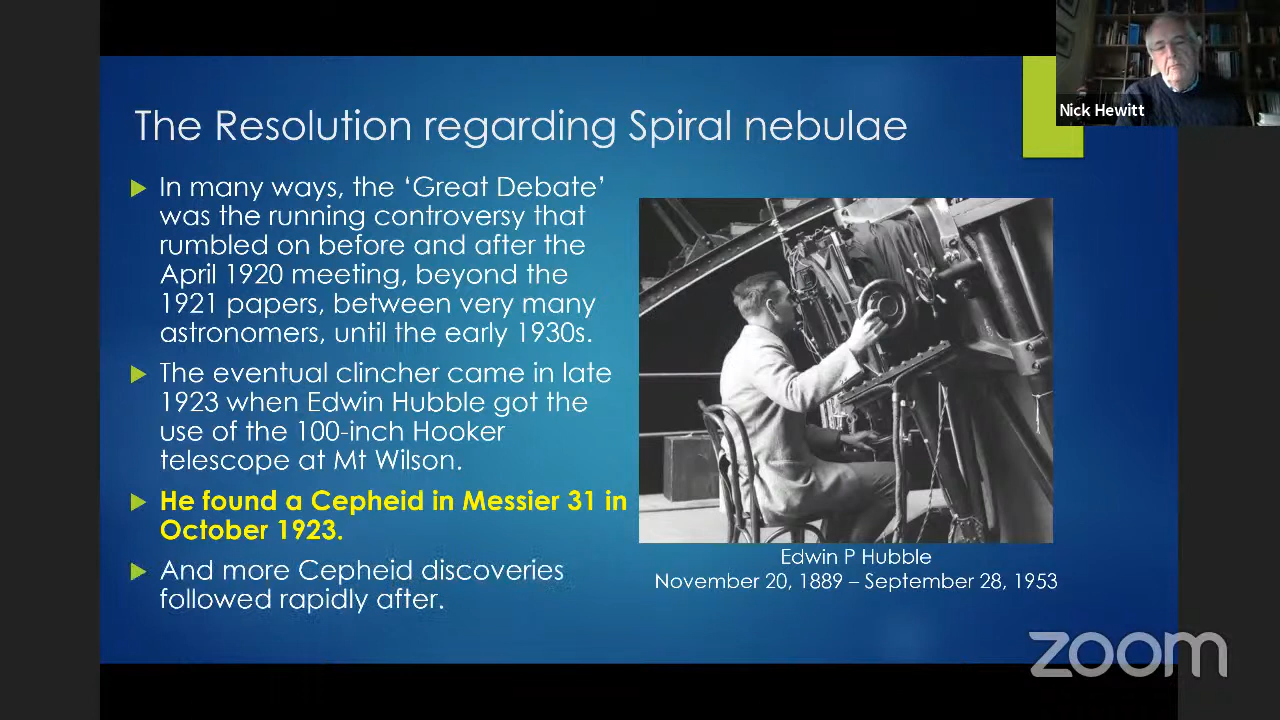 The Resolution regarding Spiral nebulae
Nick Hewitt
In many ways, the ‘Great Debate’
was the running controversy that
rumbled on before and after the
April 1920 meeting, beyond the
1921 papers, between very many
astronomers, until the early 1930s.
The eventual clincher came in late
1923 when Edwin Hubble got the
use of the 100-inch Hooker
telescope at Mt Wilson.
He found a Cepheid in Messier 31 in
October 1923.
And more Cepheid discoveries
followed rapidly after.
Edwin P Hubble
November 20, 1889 – September 28, 1953
zoom